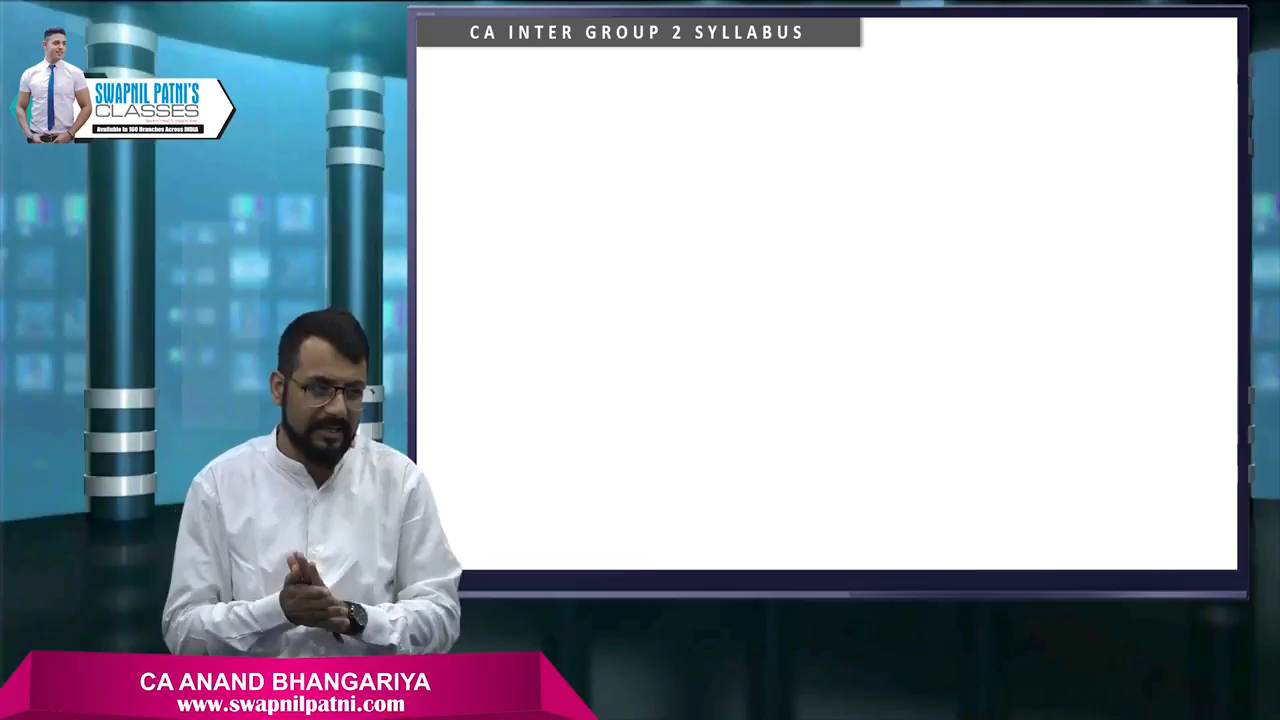 CA INTER GROUP 2 SYLLABUS
SWAPNIL PATNI'S
CLASSES
Available In 160 Branches Across INDIA
CA ANAND BHANGARIYA
www.swapnilpatni.com